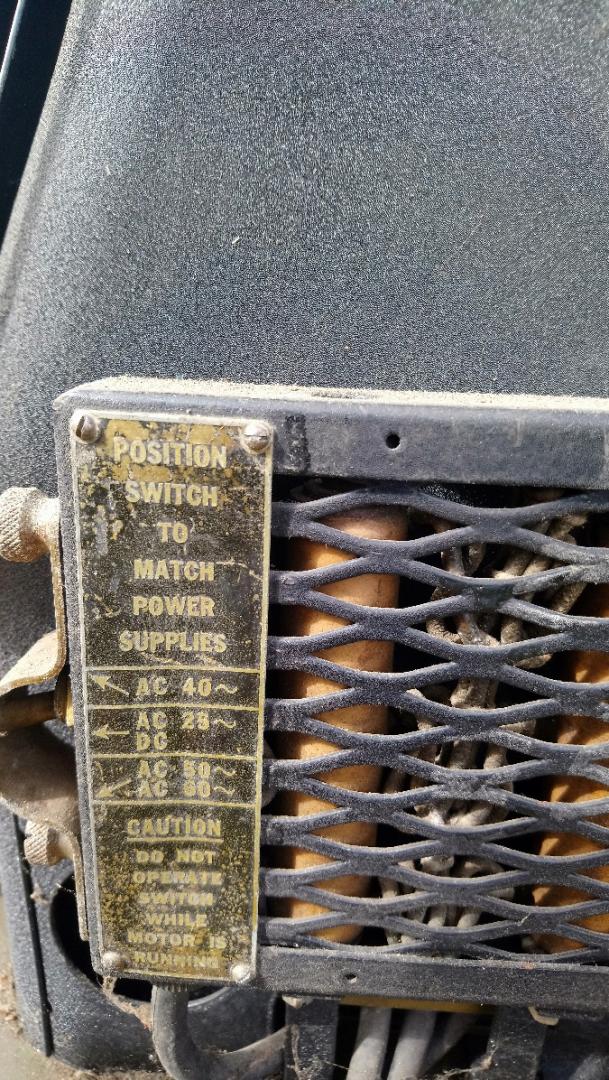 POSITION
SWITCH
TO
MATCH
POWER
SUPPLIES
AC 40~
AC 25~
DC
AC 50~
AC 60~
CAUTION
DO NOT
OPERATE
SWITCH
WHILE
MOTOR IS
RUNNING